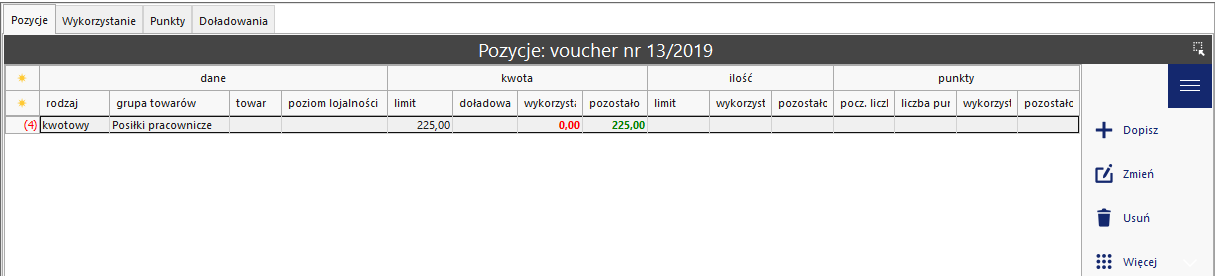 Pozycje Wykorzystanie Punkty Doładowania
Pozycje: voucher nr 13/2019
dane kwota ilość punkty
rodzaj grupa towarów towar poziom lojalności limit doładowa wykorzysta pozostało limit wykorzyst pozostałc pocz. liczl liczba pur wykorzyst pozostałc
(4) kwotowy Posiłki pracownicze 225,00 0,00 225,00
Dopisz
Zmień
Usuń
Więcej